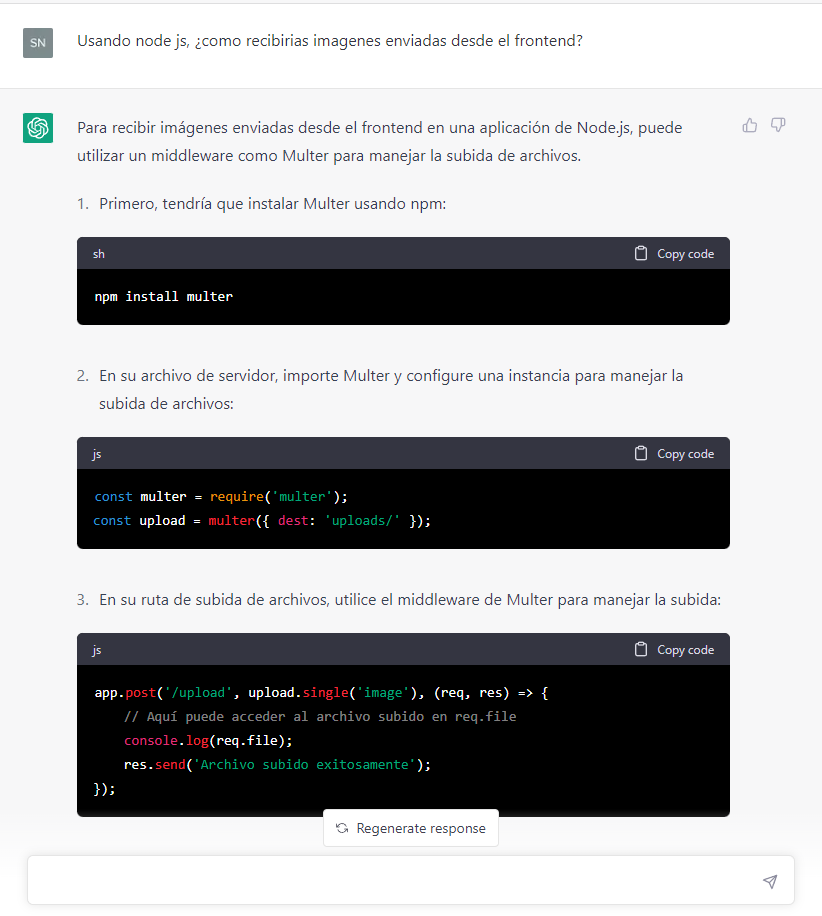 SN
Usando node js, ¿como recibirias imagenes enviadas desde el frontend?
Para recibir imágenes enviadas desde el frontend en una aplicación de Node.js, puede
utilizar un middleware como Multer para manejar la subida de archivos.
1. Primero, tendría que instalar Multer usando npm:
sh Copy code
npm install multer
2. En su archivo de servidor, importe Multer y configure una instancia para manejar la
subida de archivos:
js Copy code
const multer = require('multer');
const upload = multer({ dest: 'uploads/' });
3. En su ruta de subida de archivos, utilice el middleware de Multer para manejar la subida:
js Copy code
app.post('/upload', upload.single('image'), (req, res) => {
// Aquí puede acceder al archivo subido en req.file
console.log(req.file);
res.send('Archivo subido exitosamente');
});
Regenerate response